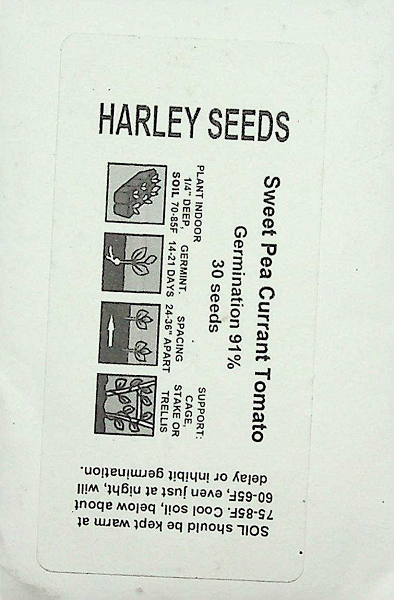 HARLEY SEEDS
Sweet Pea Currant Tomato
Germination 91%
30 seeds
PLANT INDOOR
1/4" DEEP,
SOIL 70-85F
GERMINT.
14-21 DAYS
SPACING
24-36" APART
SUPPORT:
CAGE,
STAKE OR
TRELLIS
SOIL should be kept warm at
75-85F. Cool soil, below about
60-65F, even just at night, will
delay or inhibit germination.